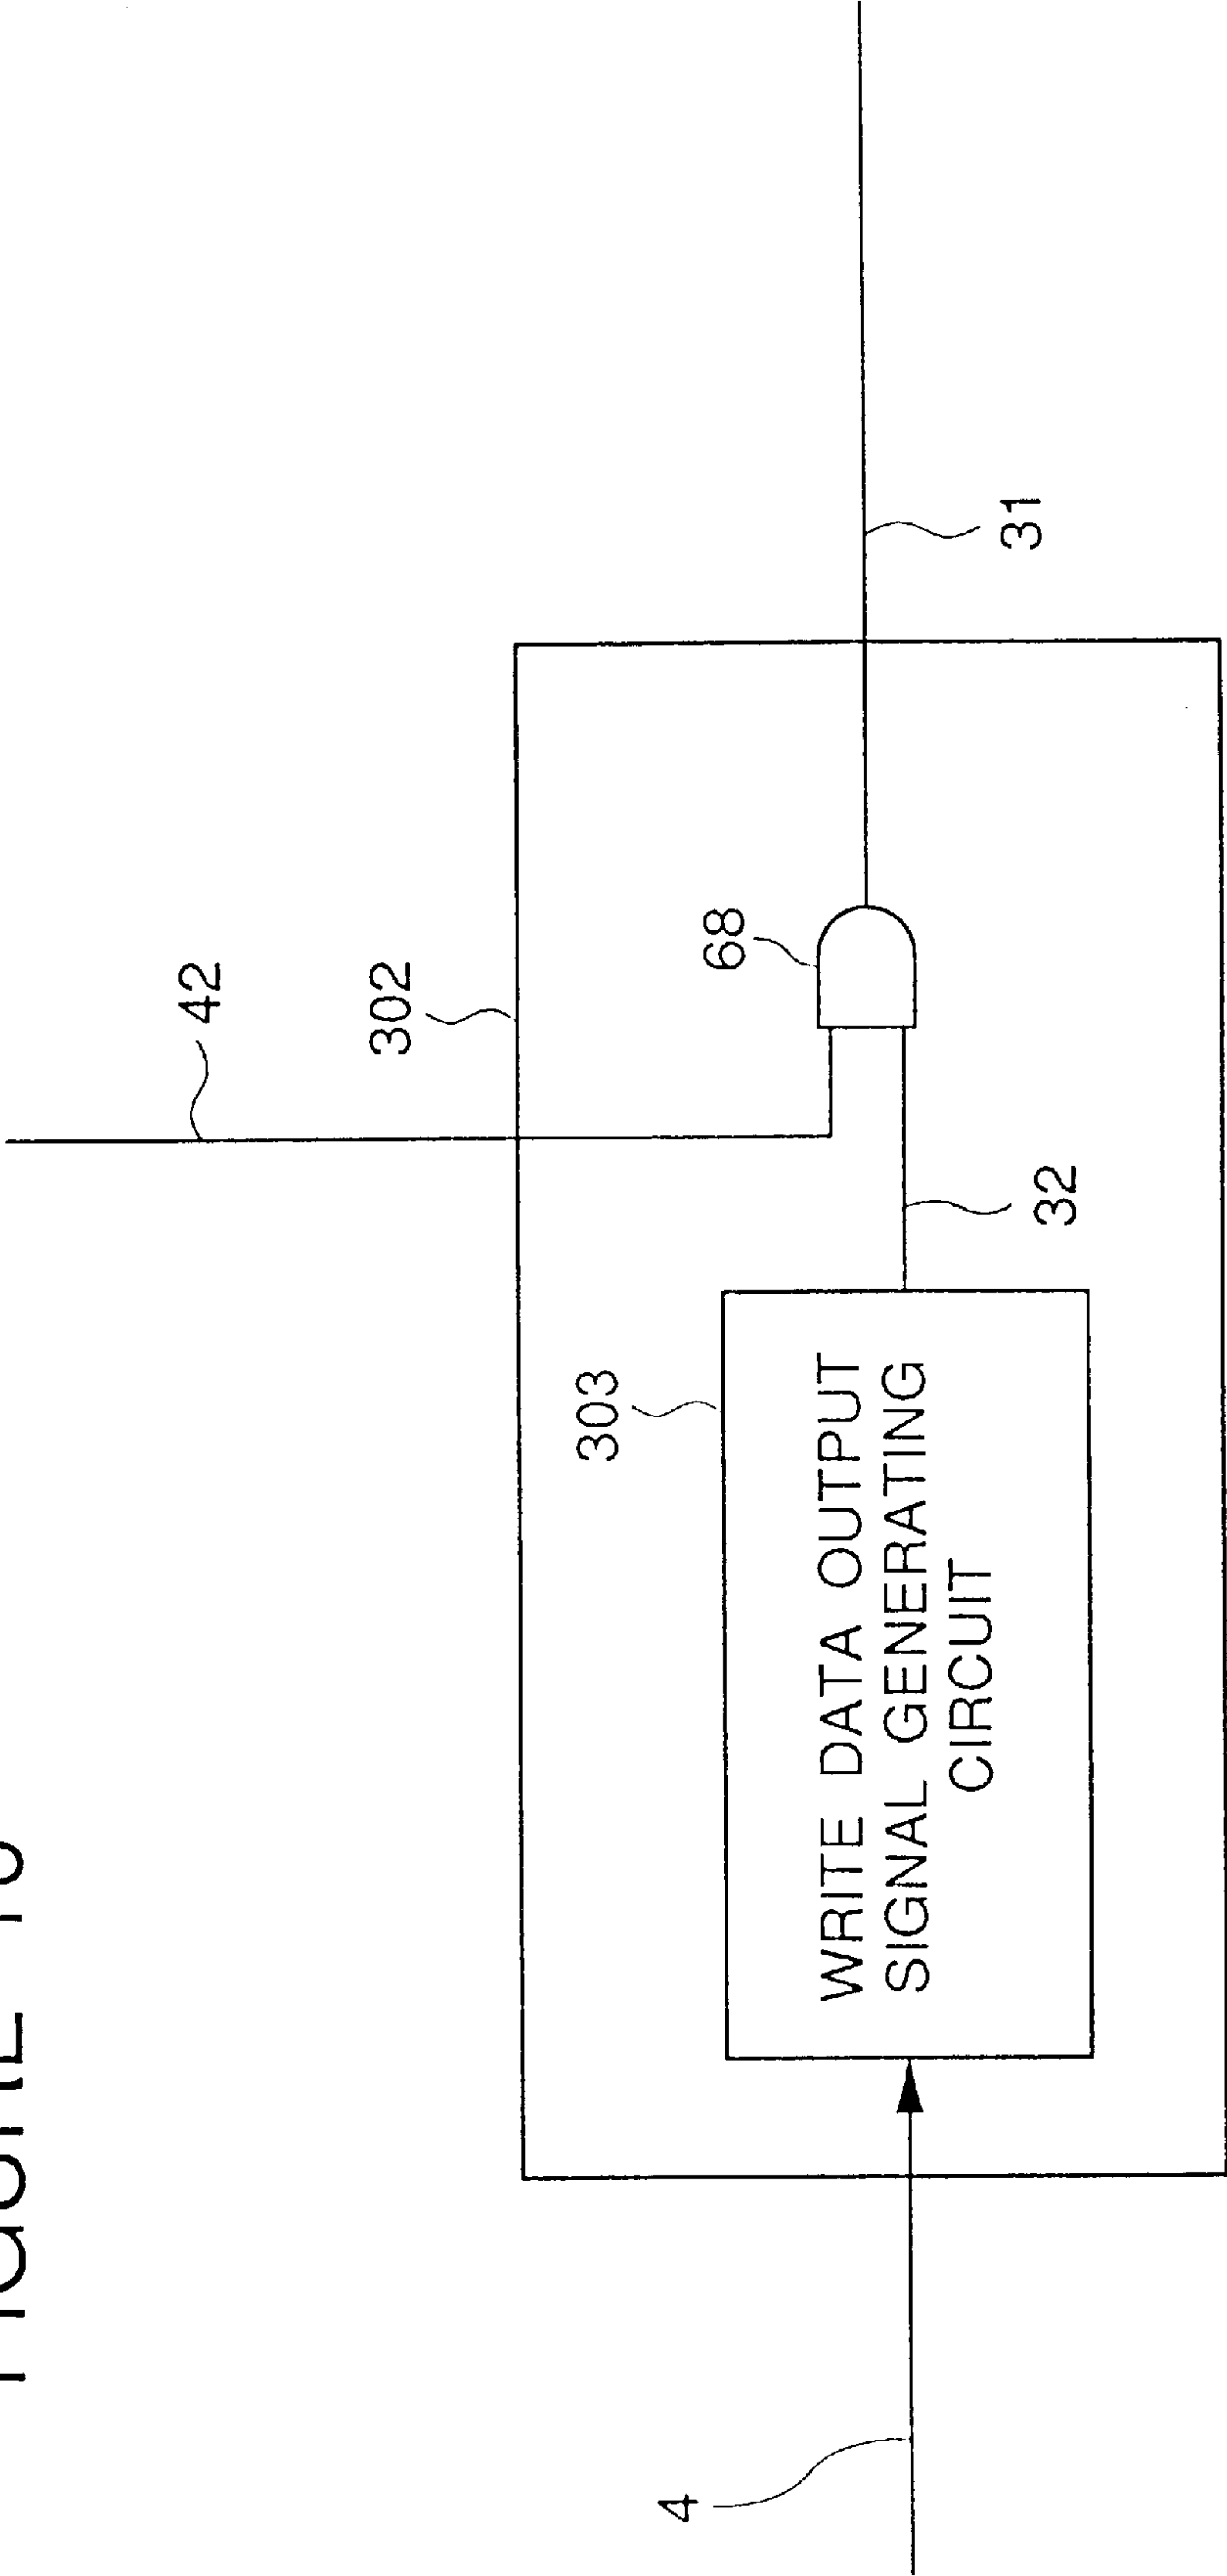 42
302
68
31
303
32
WRITE DATA OUTPUT
SIGNAL GENERATING
CIRCUIT
4